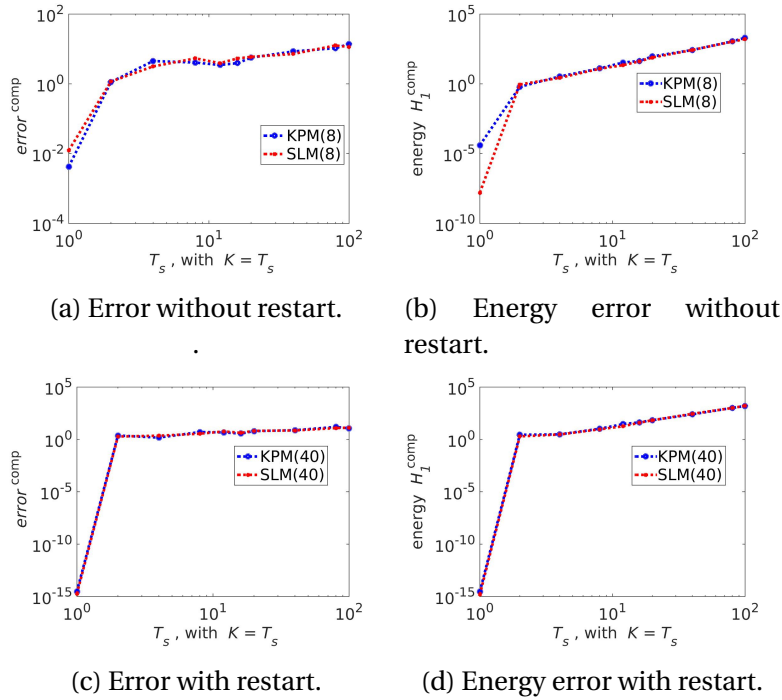 10^2
10^0
10^-2
10^-4
error^comp
KPM(8)
SLM(8)
10^0 10^1 10^2
T_s , with K = T_s
(a) Error without restart.
.
10^5
10^0
10^-5
10^-10
energy H_1^comp
KPM(8)
SLM(8)
10^0 10^1 10^2
T_s , with K = T_s
(b) Energy error without
restart.
10^5
10^0
10^-5
10^-10
10^-15
error^comp
KPM(40)
SLM(40)
10^0 10^1 10^2
T_s , with K = T_s
(c) Error with restart.
10^5
10^0
10^-5
10^-10
10^-15
energy H_1^comp
KPM(40)
SLM(40)
10^0 10^1 10^2
T_s , with K = T_s
(d) Energy error with restart.